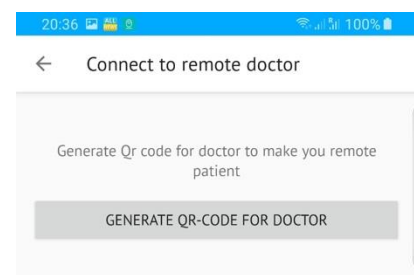 20:36 ALL 100%
Connect to remote doctor
Generate Qr code for doctor to make you remote
patient
GENERATE QR-CODE FOR DOCTOR